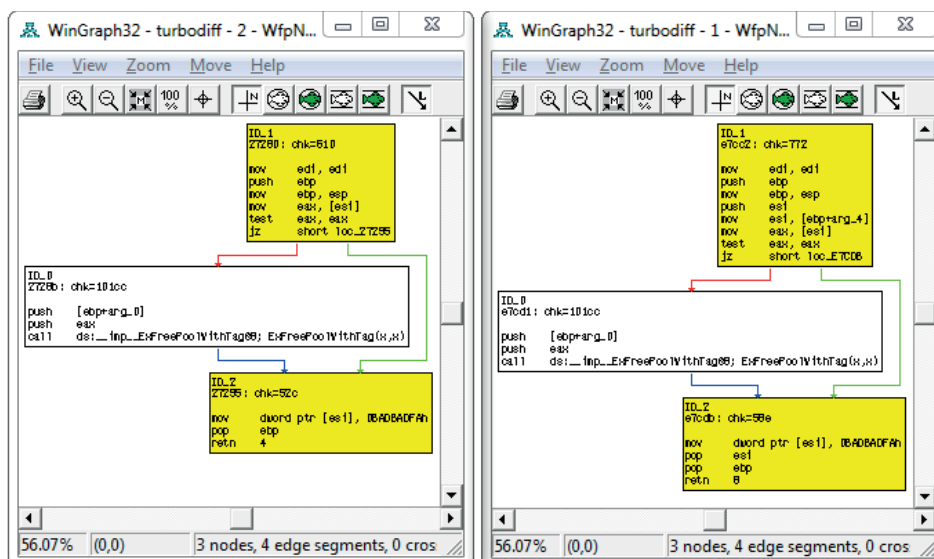 WinGraph32 - turbodiff - 2 - WfpN...
File View Zoom Move Help
100 %
N
ID_1
27280: chk=610
mov edi, edi
push ebp
mov ebp, esp
mov eax, [esi]
test eax, eax
jz short loc_27295
ID_0
2728b: chk=101cc
push [ebp+arg_0]
push eax
call ds:__imp__ExFreePoolWithTag@8; ExFreePoolWithTag(x,x)
ID_2
27295: chk=52c
mov dword ptr [esi], 0BADBADFAh
pop ebp
retn 4
56.07% (0,0) 3 nodes, 4 edge segments, 0 cros
WinGraph32 - turbodiff - 1 - WfpN...
File View Zoom Move Help
100 %
N
ID_1
e7cc2: chk=772
mov edi, edi
push ebp
mov ebp, esp
push esi
mov esi, [ebp+arg_4]
mov eax, [esi]
test eax, eax
jz short loc_E7CDB
ID_0
e7cd1: chk=101cc
push [ebp+arg_0]
push eax
call ds:__imp__ExFreePoolWithTag@8; ExFreePoolWithTag(x,x)
ID_2
e7cdb: chk=58e
mov dword ptr [esi], 0BADBADFAh
pop esi
pop ebp
retn 8
56.07% (0,0) 3 nodes, 4 edge segments, 0 cros